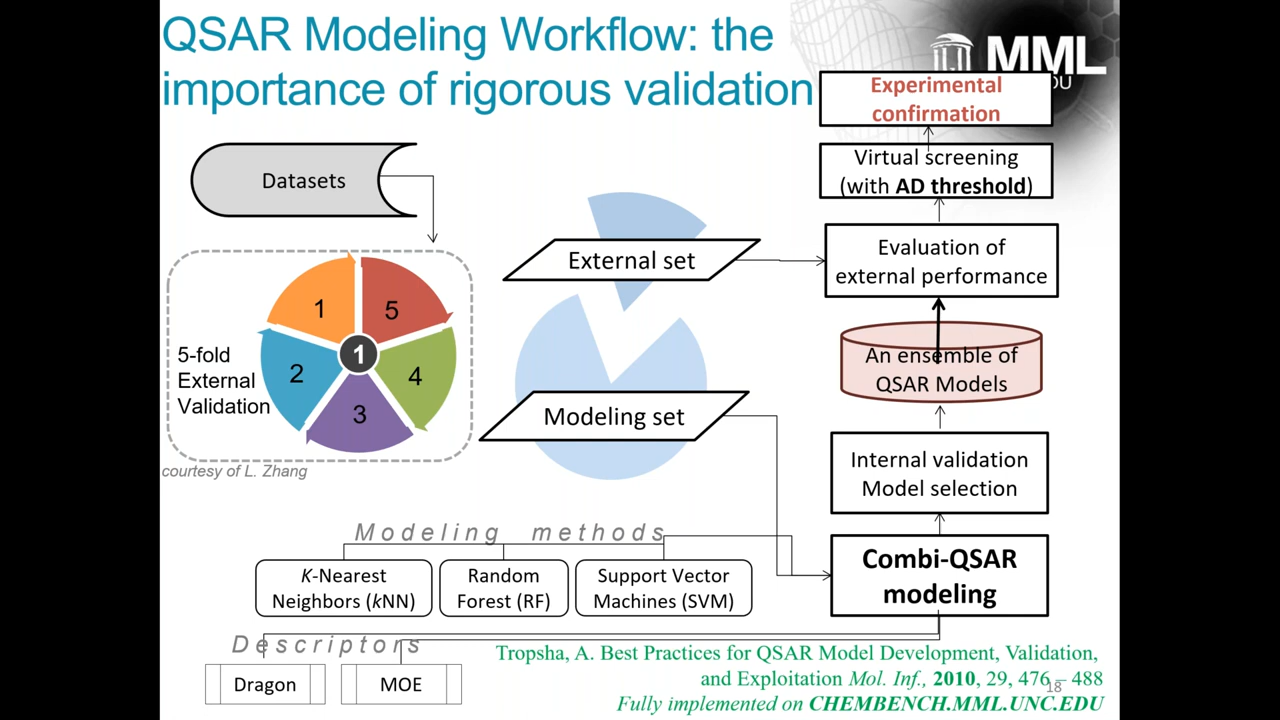 QSAR Modeling Workflow: the
importance of rigorous validation
MML
DU
Experimental
confirmation
Virtual screening
(with AD threshold)
Datasets
Evaluation of
external performance
External set
1
5
2
1
4
3
5-fold
External
Validation
An ensemble of
QSAR Models
Modeling set
courtesy of L. Zhang
Internal validation
Model selection
Modeling methods
K-Nearest
Neighbors (kNN)
Random
Forest (RF)
Support Vector
Machines (SVM)
Combi-QSAR
modeling
Descriptors
Dragon
MOE
Tropsha, A. Best Practices for QSAR Model Development, Validation,
and Exploitation Mol. Inf., 2010, 29, 476 – 488
18
Fully implemented on CHEMBENCH.MML.UNC.EDU